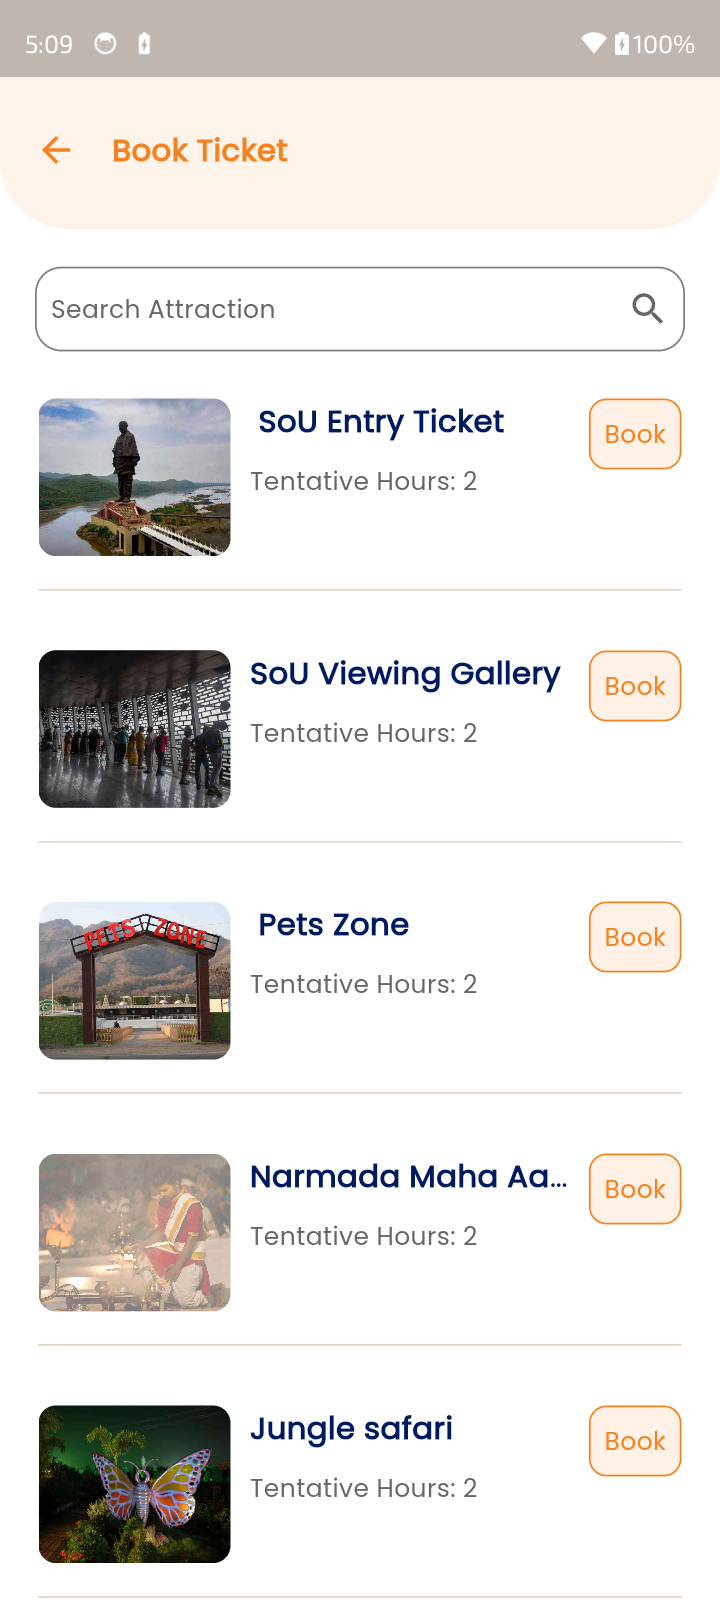 5:09
100%
Book Ticket
Search Attraction
SoU Entry Ticket
Book
Tentative Hours: 2
SoU Viewing Gallery
Book
Tentative Hours: 2
PETS ZONE
Pets Zone
Book
Tentative Hours: 2
Narmada Maha Aa...
Book
Tentative Hours: 2
Jungle safari
Book
Tentative Hours: 2